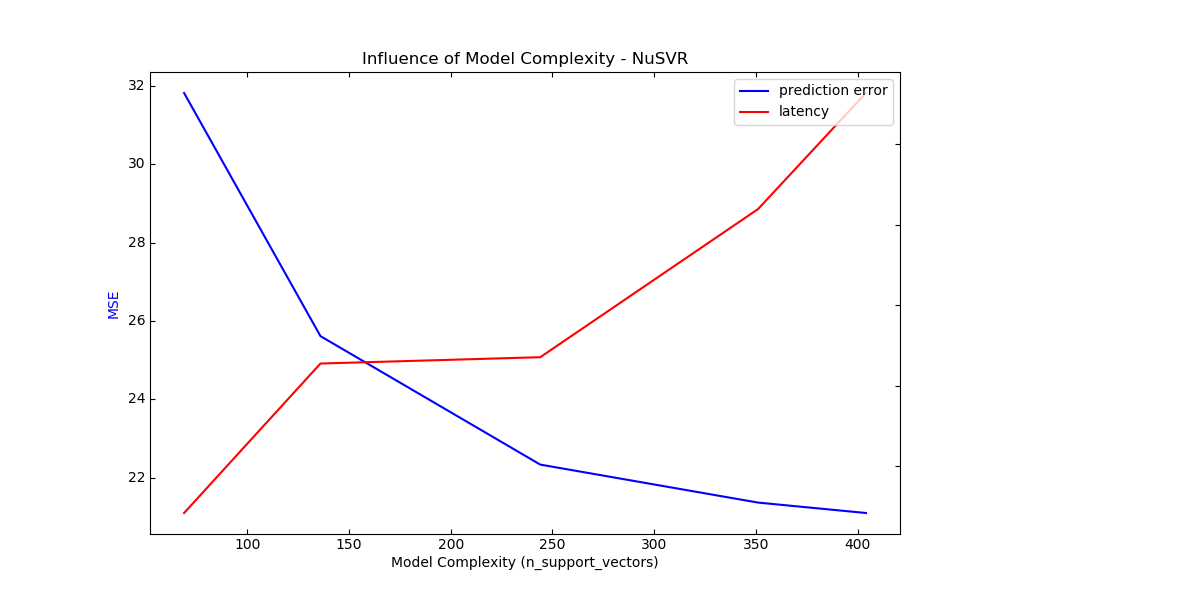 Influence of Model Complexity - NuSVR
prediction error
latency
32
30
28
26
24
22
MSE
100 150 200 250 300 350 400
Model Complexity (n_support_vectors)